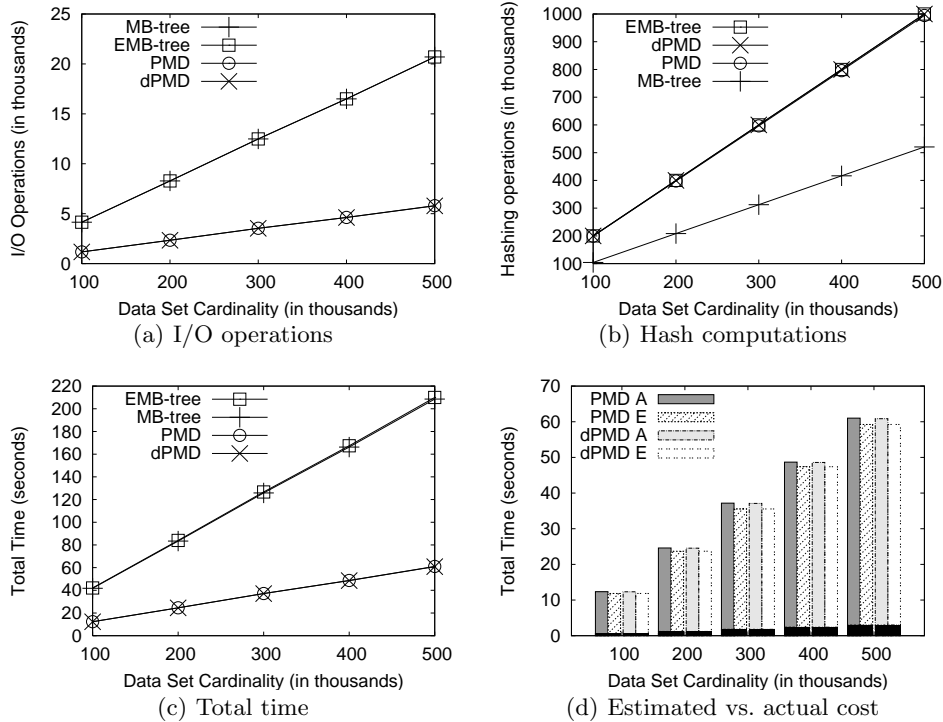 MB-tree
EMB-tree
PMD
dPMD
25
20
15
10
5
0
I/O Operations (in thousands)
100 200 300 400 500
Data Set Cardinality (in thousands)
(a) I/O operations
EMB-tree
dPMD
PMD
MB-tree
1000
900
800
700
600
500
400
300
200
100
Hashing operations (in thousands)
100 200 300 400 500
Data Set Cardinality (in thousands)
(b) Hash computations
EMB-tree
MB-tree
PMD
dPMD
220
200
180
160
140
120
100
80
60
40
20
0
Total Time (seconds)
100 200 300 400 500
Data Set Cardinality (in thousands)
(c) Total time
PMD A
PMD E
dPMD A
dPMD E
70
60
50
40
30
20
10
0
Total Time (seconds)
100 200 300 400 500
Data Set Cardinality (in thousands)
(d) Estimated vs. actual cost